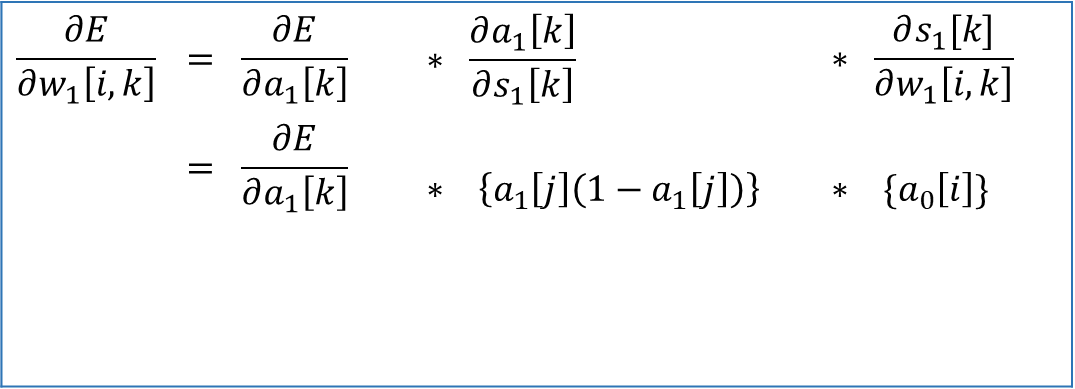 ∂E/∂w₁[i, k] = ∂E/∂a₁[k] * ∂a₁[k]/∂s₁[k] * ∂s₁[k]/∂w₁[i, k]
= ∂E/∂a₁[k] * {a₁[j](1 − a₁[j])} * {a₀[i]}